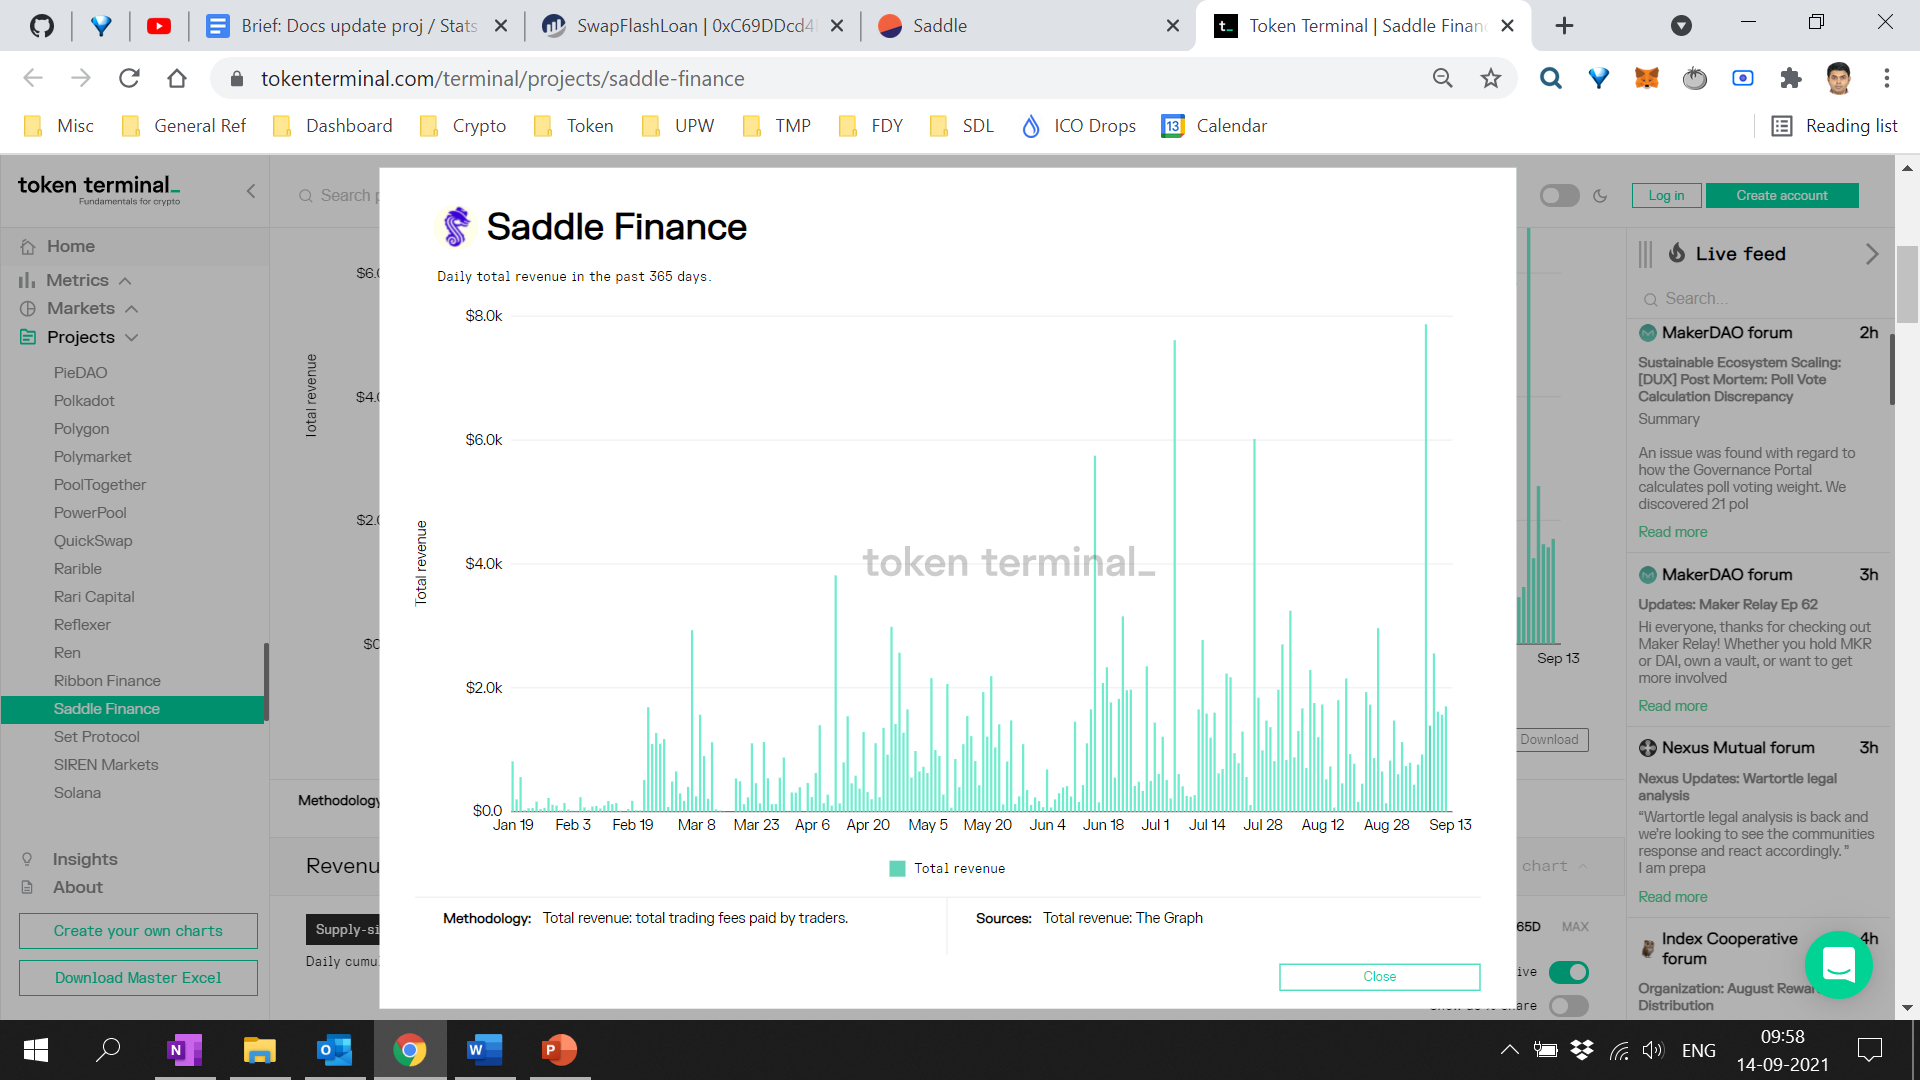 Brief: Docs update proj / Stats
SwapFlashLoan | 0xC69DDcd4
Saddle
Token Terminal | Saddle Finan
tokenterminal.com/terminal/projects/saddle-finance
Misc
General Ref
Dashboard
Crypto
Token
UPW
TMP
FDY
SDL
ICO Drops
13
Calendar
Reading list
token terminal_
Fundamentals for crypto
Search
Log in
Create account
Home
Metrics
Markets
Projects
PieDAO
Polkadot
Polygon
Polymarket
PoolTogether
PowerPool
QuickSwap
Rarible
Rari Capital
Reflexer
Ren
Ribbon Finance
Saddle Finance
Set Protocol
SIREN Markets
Solana
Insights
About
Create your own charts
Download Master Excel
Total revenue
$6.
$4.
$2.
Methodology
Revenu
Supply-si
Daily cumu
Saddle Finance
Daily total revenue in the past 365 days.
$8.0k
$6.0k
$4.0k
$2.0k
$0.0
Total revenue
token terminal_
Jan 19
Feb 3
Feb 19
Mar 8
Mar 23
Apr 6
Apr 20
May 5
May 20
Jun 4
Jun 18
Jul 1
Jul 14
Jul 28
Aug 12
Aug 28
Sep 13
Total revenue
Methodology: Total revenue: total trading fees paid by traders.
Sources: Total revenue: The Graph
Close
Sep 13
Download
chart
65D
MAX
ive
Live feed
Search...
MakerDAO forum 2h
Sustainable Ecosystem Scaling:
[DUX] Post Mortem: Poll Vote
Calculation Discrepancy
Summary
An issue was found with regard to
how the Governance Portal
calculates poll voting weight. We
discovered 21 pol
Read more
MakerDAO forum 3h
Updates: Maker Relay Ep 62
Hi everyone, thanks for checking out
Maker Relay! Whether you hold MKR
or DAI, own a vault, or want to get
more involved
Read more
Nexus Mutual forum 3h
Nexus Updates: Wartortle legal
analysis
“Wartortle legal analysis is back and
we’re looking to see the communities
response and react accordingly. ”
I am prepa
Read more
Index Cooperative 4h
forum
Organization: August Rewar
Distribution
ENG
09:58
14-09-2021